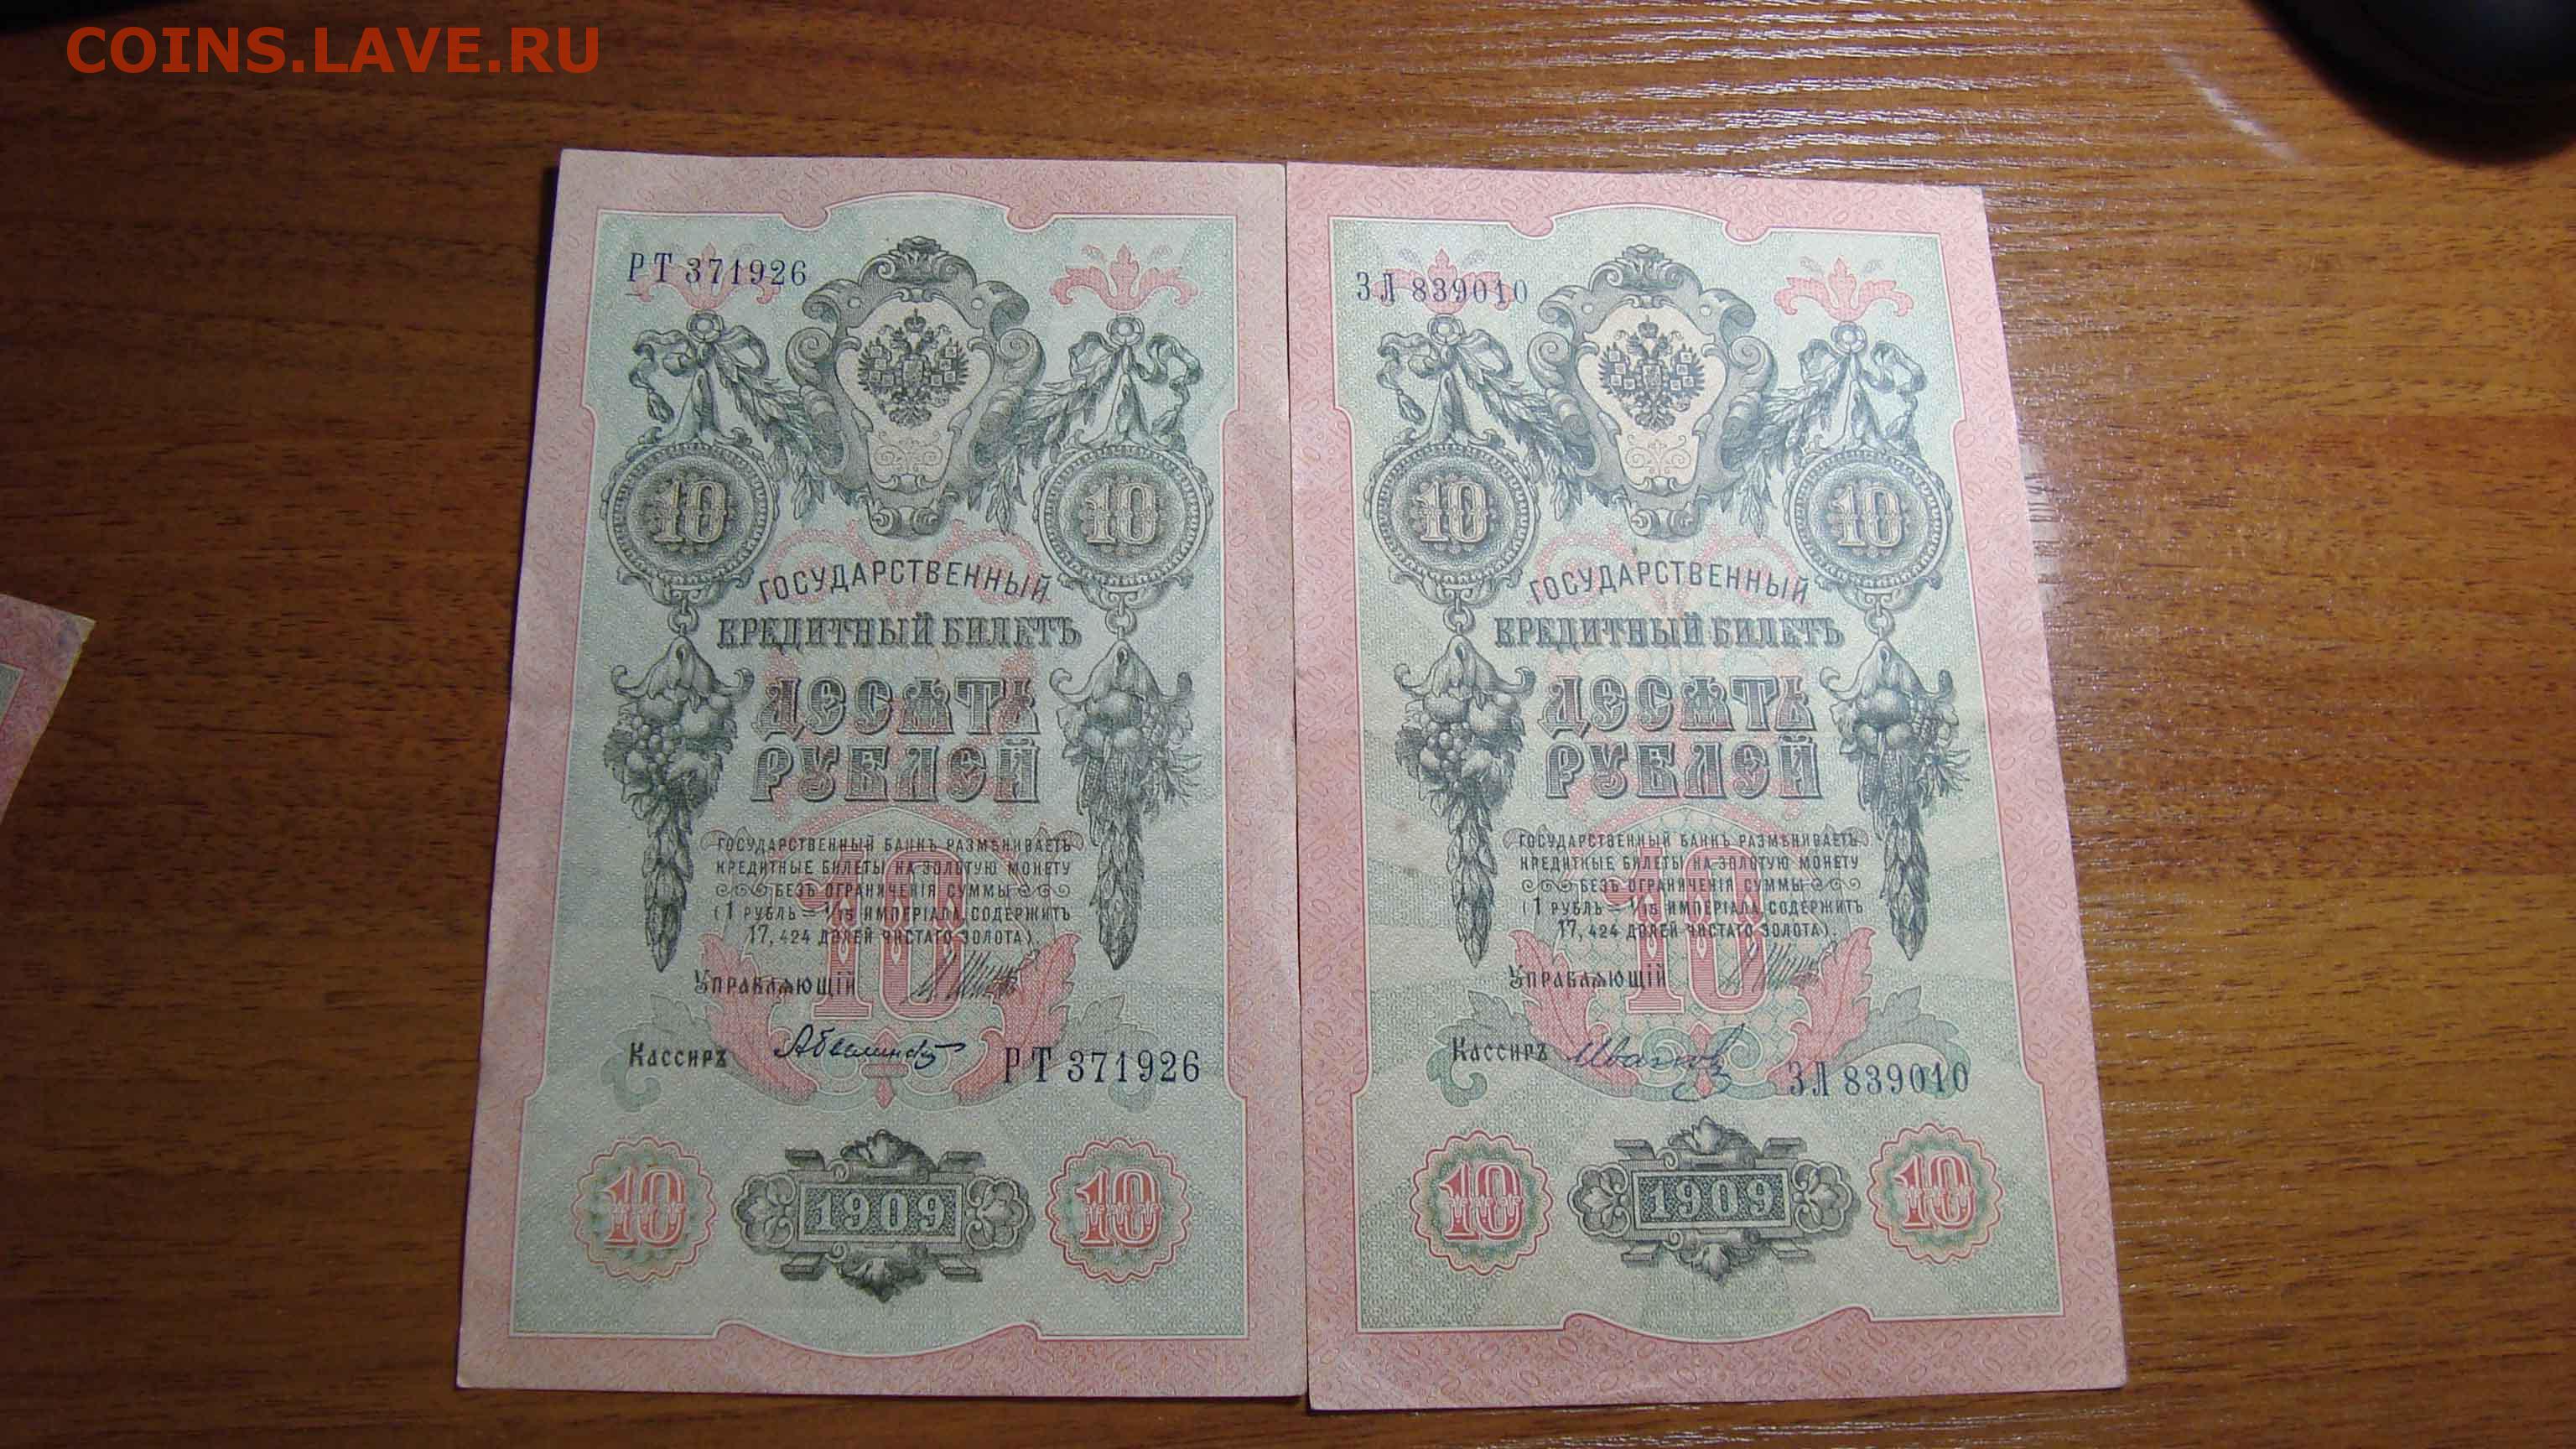 COINS.LAVE.RU
РТ 371926
10 10
ГОСУДАРСТВЕННЫЙ
КРЕДИТНЫЙ БИЛЕТЪ
ДЕСЯТЬ
РУБЛЕЙ
ГОСУДАРСТВЕННЫЙ БАНКЪ РАЗМѢНИВАЕТЪ
КРЕДИТНЫЕ БИЛЕТЫ НА ЗОЛОТУЮ МОНЕТУ
БЕЗЪ ОГРАНИЧЕНІЯ СУММЫ
(1 РУБЛЬ = 1/15 ИМПЕРІАЛА, СОДЕРЖИТЪ
17,424 ДОЛЕЙ ЧИСТАГО ЗОЛОТА).
10
УПРАВЛЯЮЩІЙ
КАССИРЪ
РТ 371926
10 1909 10
ЗЛ 839010
10 10
ГОСУДАРСТВЕННЫЙ
КРЕДИТНЫЙ БИЛЕТЪ
ДЕСЯТЬ
РУБЛЕЙ
ГОСУДАРСТВЕННЫЙ БАНКЪ РАЗМѢНИВАЕТЪ
КРЕДИТНЫЕ БИЛЕТЫ НА ЗОЛОТУЮ МОНЕТУ
БЕЗЪ ОГРАНИЧЕНІЯ СУММЫ
(1 РУБЛЬ = 1/15 ИМПЕРІАЛА, СОДЕРЖИТЪ
17,424 ДОЛЕЙ ЧИСТАГО ЗОЛОТА).
10
УПРАВЛЯЮЩІЙ
КАССИРЪ Иванов
ЗЛ 839010
10 1909 10